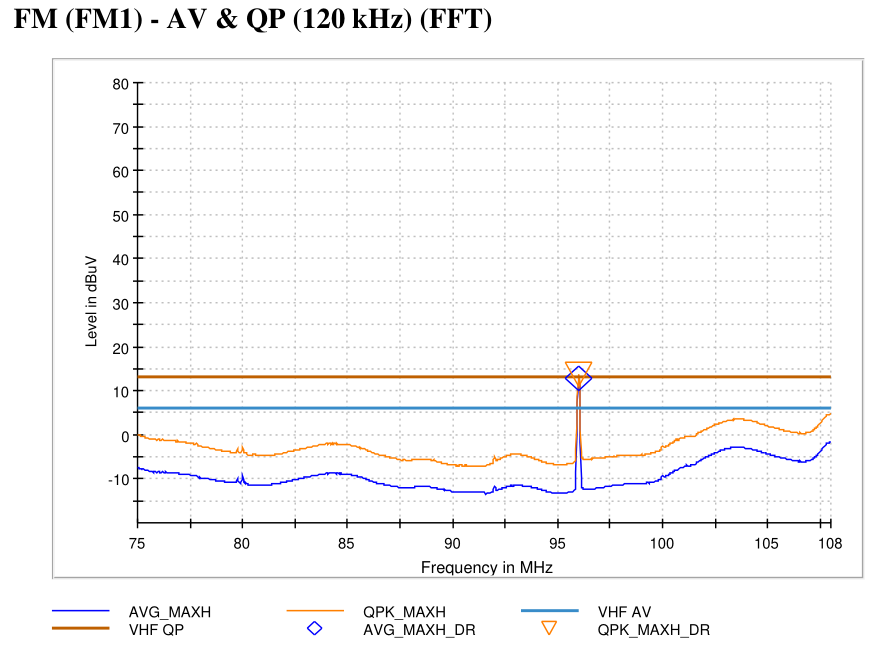 FM (FM1) - AV & QP (120 kHz) (FFT)
80
70
60
50
40
30
20
10
0
-10
Level in dBuV
75 80 85 90 95 100 105 108
Frequency in MHz
AVG_MAXH QPK_MAXH VHF AV
VHF QP AVG_MAXH_DR QPK_MAXH_DR